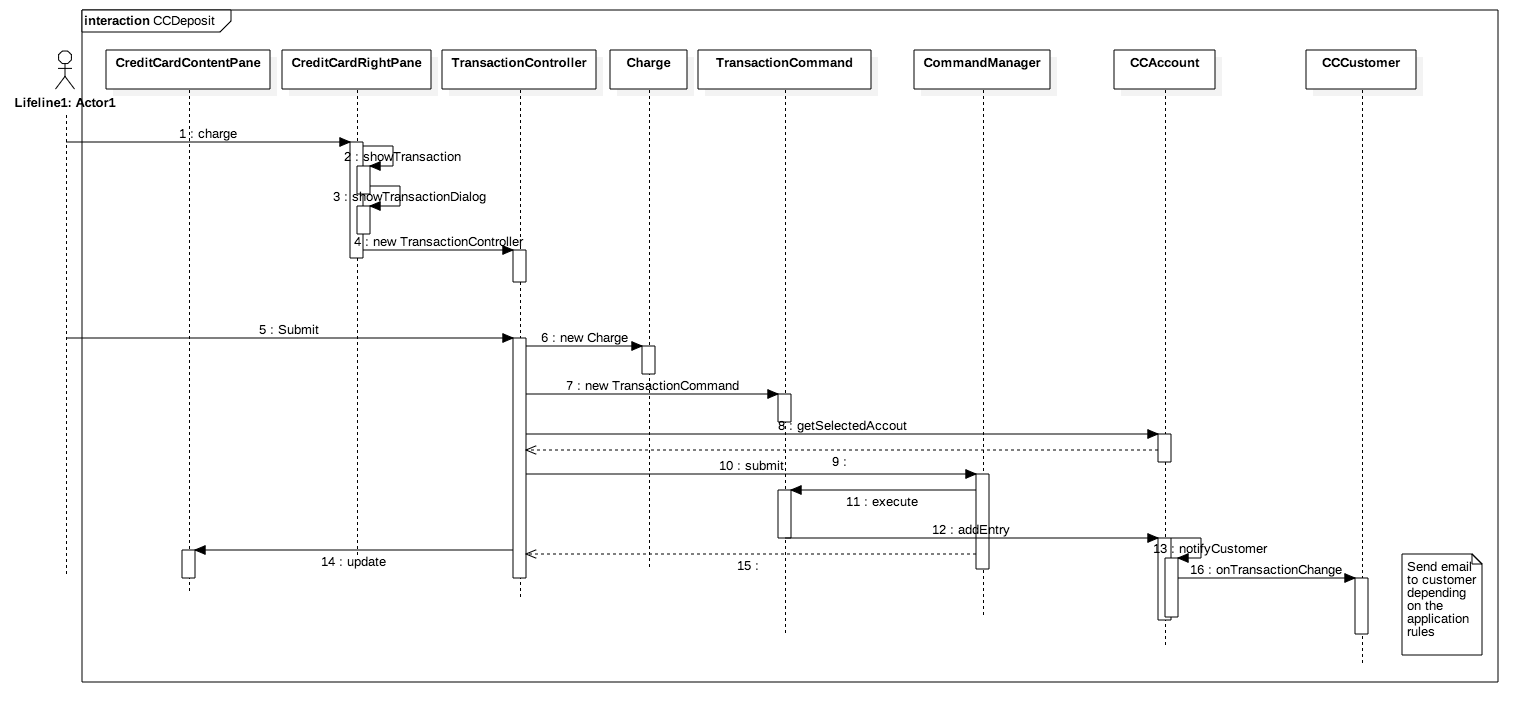 interaction CCDeposit
CreditCardContentPane
CreditCardRightPane
TransactionController
Charge
TransactionCommand
CommandManager
CCAccount
CCCustomer
Lifeline1: Actor1
1 : charge
2 : showTransaction
3 : showTransactionDialog
4 : new TransactionController
5 : Submit
6 : new Charge
7 : new TransactionCommand
8 : getSelectedAccout
9 :
10 : submit
11 : execute
12 : addEntry
13 : notifyCustomer
14 : update
15 :
16 : onTransactionChange
Send email
to customer
depending
on the
application
rules